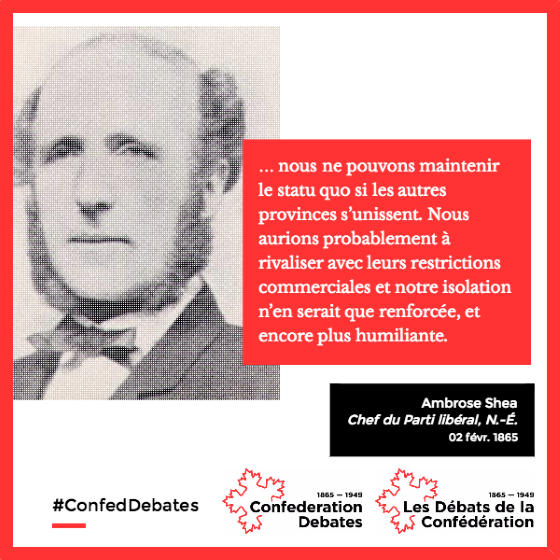 ... nous ne pouvons maintenir
le statu quo si les autres
provinces s'unissent. Nous
aurions probablement à
rivaliser avec leurs restrictions
commerciales et notre isolation
n'en serait que renforcée, et
encore plus humiliante.
Ambrose Shea
Chef du Parti libéral, N.-É.
02 févr. 1865
#ConfedDebates
1865 — 1949
Confederation
Debates
1865 — 1949
Les Débats de la
Confédération